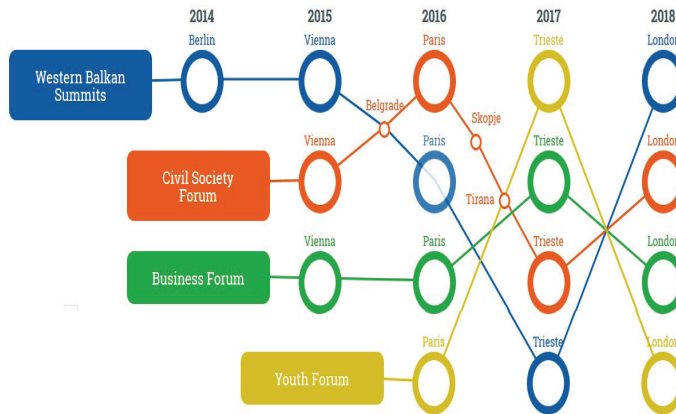 2014 2015 2016 2017 2018
Berlin Vienna Paris Trieste London
Western Balkan
Summits
Belgrade
Skopje
Vienna Paris Trieste London
Civil Society
Forum
Tirana
Vienna Paris Trieste London
Business Forum
Paris Trieste London
Youth Forum